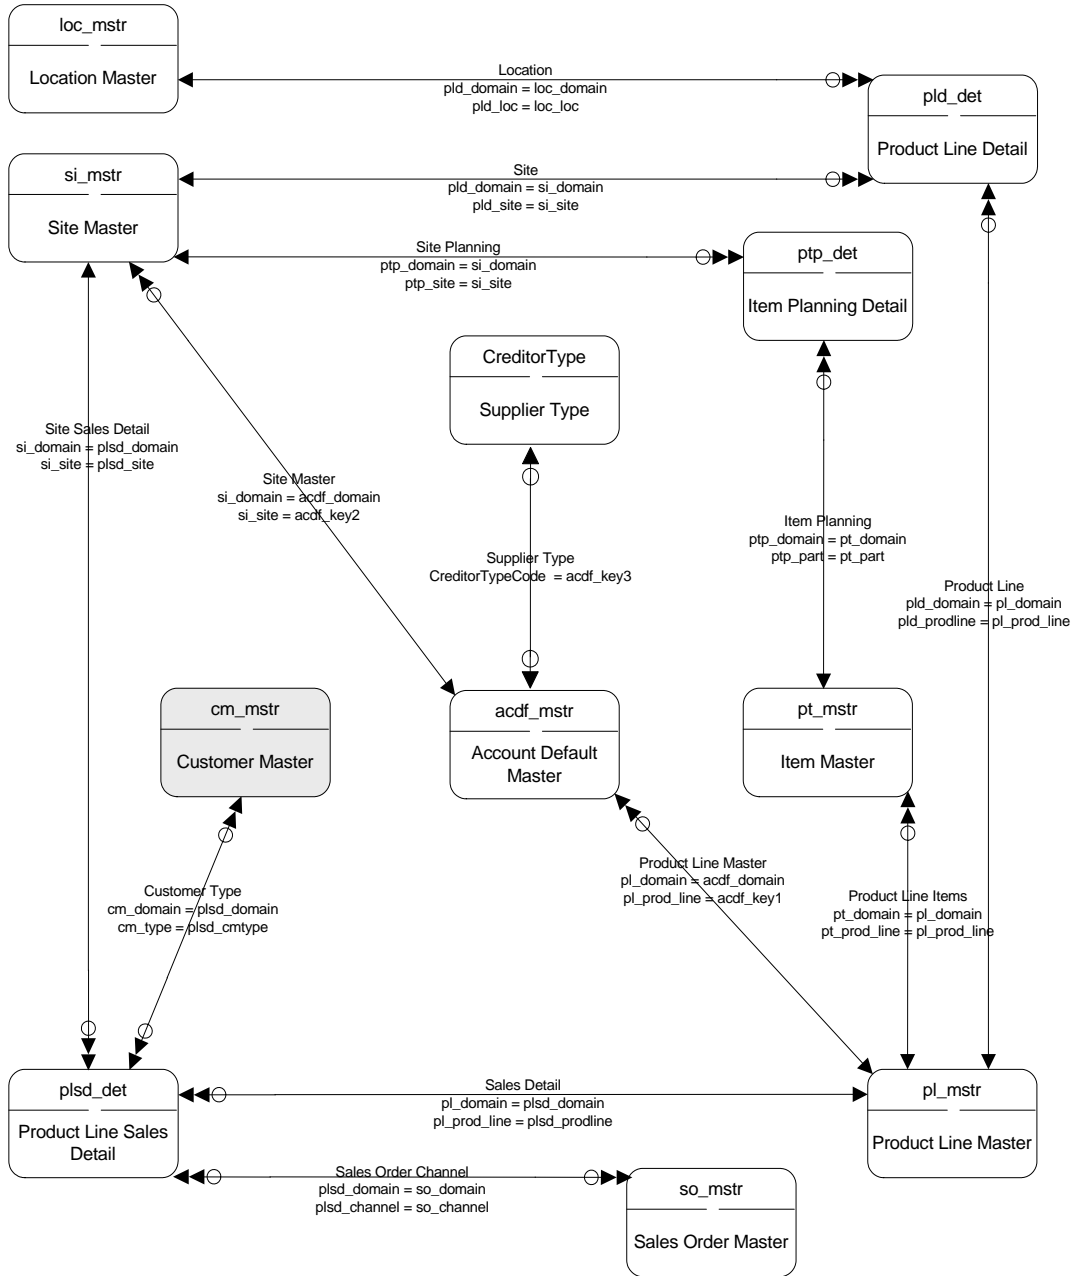 loc_mstr
Location Master
Location
pld_domain = loc_domain
pld_loc = loc_loc
pld_det
Product Line Detail
si_mstr
Site Master
Site
pld_domain = si_domain
pld_site = si_site
Site Planning
ptp_domain = si_domain
ptp_site = si_site
ptp_det
Item Planning Detail
CreditorType
Supplier Type
Site Sales Detail
si_domain = plsd_domain
si_site = plsd_site
Site Master
si_domain = acdf_domain
si_site = acdf_key2
Supplier Type
CreditorTypeCode = acdf_key3
Item Planning
ptp_domain = pt_domain
ptp_part = pt_part
Product Line
pld_domain = pl_domain
pld_prodline = pl_prod_line
cm_mstr
Customer Master
acdf_mstr
Account Default
Master
pt_mstr
Item Master
Customer Type
cm_domain = plsd_domain
cm_type = plsd_cmtype
Product Line Master
pl_domain = acdf_domain
pl_prod_line = acdf_key1
Product Line Items
pt_domain = pl_domain
pt_prod_line = pl_prod_line
plsd_det
Product Line Sales
Detail
Sales Detail
pl_domain = plsd_domain
pl_prod_line = plsd_prodline
pl_mstr
Product Line Master
Sales Order Channel
plsd_domain = so_domain
plsd_channel = so_channel
so_mstr
Sales Order Master